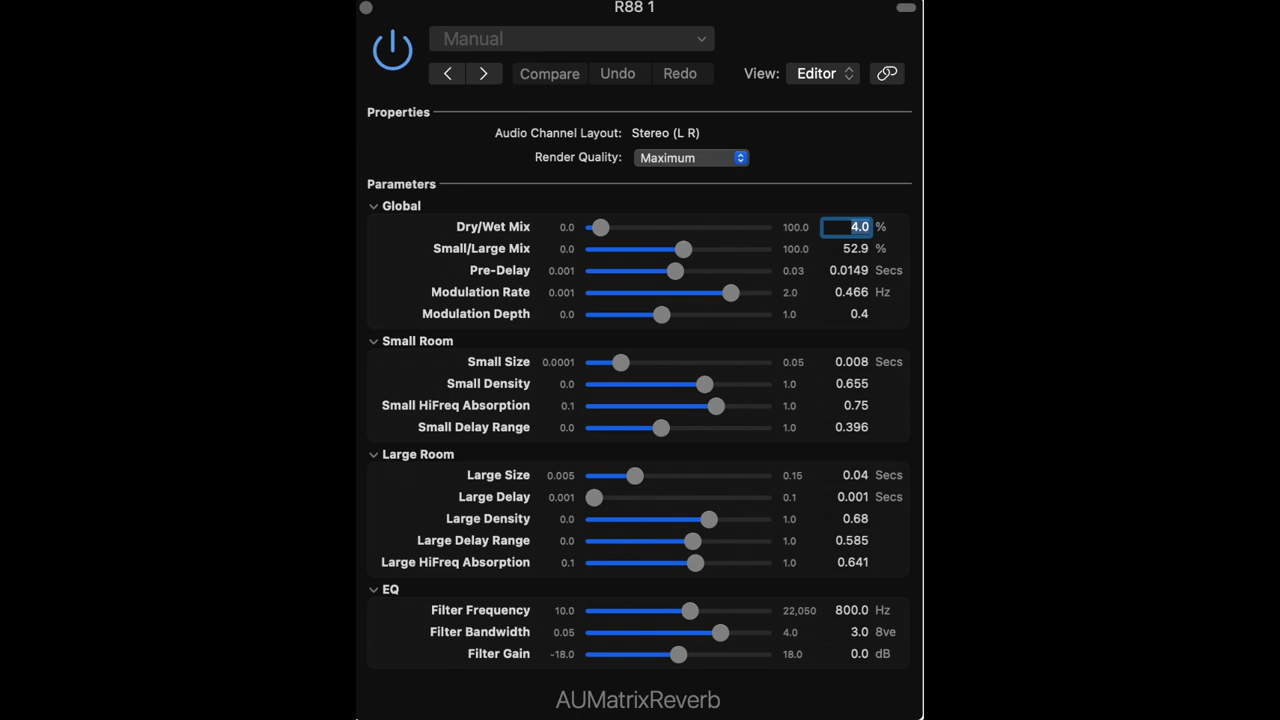 R88 1
Manual
Compare Undo Redo View: Editor
Properties
Audio Channel Layout: Stereo (L R)
Render Quality: Maximum
Parameters
Global
Dry/Wet Mix 0.0 100.0 4.0 %
Small/Large Mix 0.0 100.0 52.9 %
Pre-Delay 0.001 0.03 0.0149 Secs
Modulation Rate 0.001 2.0 0.466 Hz
Modulation Depth 0.0 1.0 0.4
Small Room
Small Size 0.0001 0.05 0.008 Secs
Small Density 0.0 1.0 0.655
Small HiFreq Absorption 0.1 1.0 0.75
Small Delay Range 0.0 1.0 0.396
Large Room
Large Size 0.005 0.15 0.04 Secs
Large Delay 0.001 0.1 0.001 Secs
Large Density 0.0 1.0 0.68
Large Delay Range 0.0 1.0 0.585
Large HiFreq Absorption 0.1 1.0 0.641
EQ
Filter Frequency 10.0 22,050 800.0 Hz
Filter Bandwidth 0.05 4.0 3.0 8ve
Filter Gain -18.0 18.0 0.0 dB
AUMatrixReverb